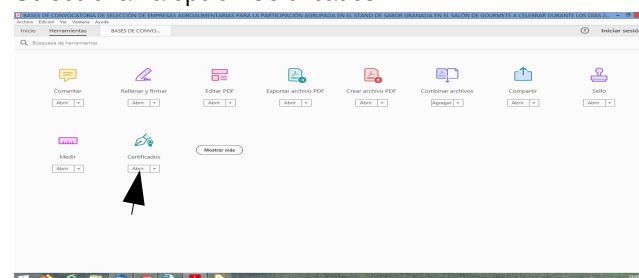 BASES DE CONVOCATORIA DE SELECCIÓN DE EMPRESAS AGROALIMENTARIAS PARA LA PARTICIPACIÓN AGRUPADA EN EL STAND DE SABOR GRANADA EN EL SALÓN DE GOURMETS A CELEBRAR DURANTE LOS DÍAS 2...
Archivo Edición Ver Ventana Ayuda
Inicio Herramientas BASES DE CONVO... Iniciar sesió
Búsqueda de herramientas
Comentar Rellenar y firmar Editar PDF Exportar archivo PDF Crear archivo PDF Combinar archivos Compartir Sello
Abrir Abrir Abrir Abrir Abrir Agregar Abrir Abrir
Medir Certificados Mostrar más
Abrir Abrir